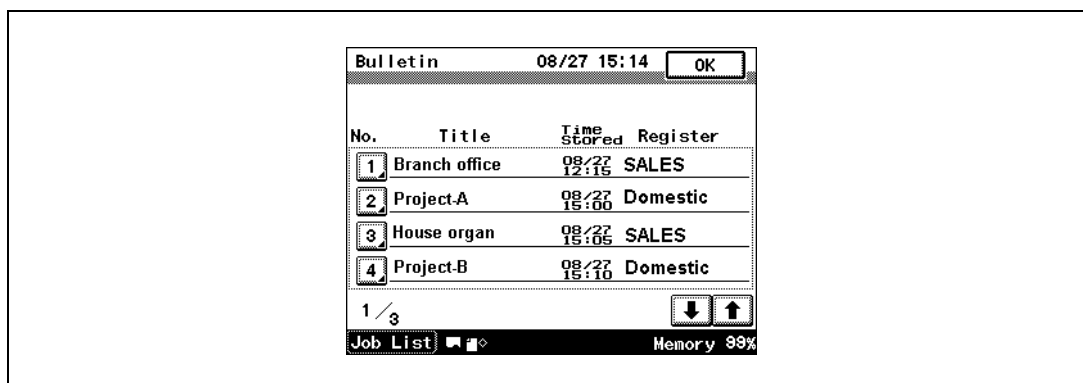 Bulletin 08/27 15:14 OK
No. Title Time stored Register
1 Branch office 08/27 12:15 SALES
2 Project-A 08/27 15:00 Domestic
3 House organ 08/27 15:05 SALES
4 Project-B 08/27 15:10 Domestic
1/3
Job List Memory 99%